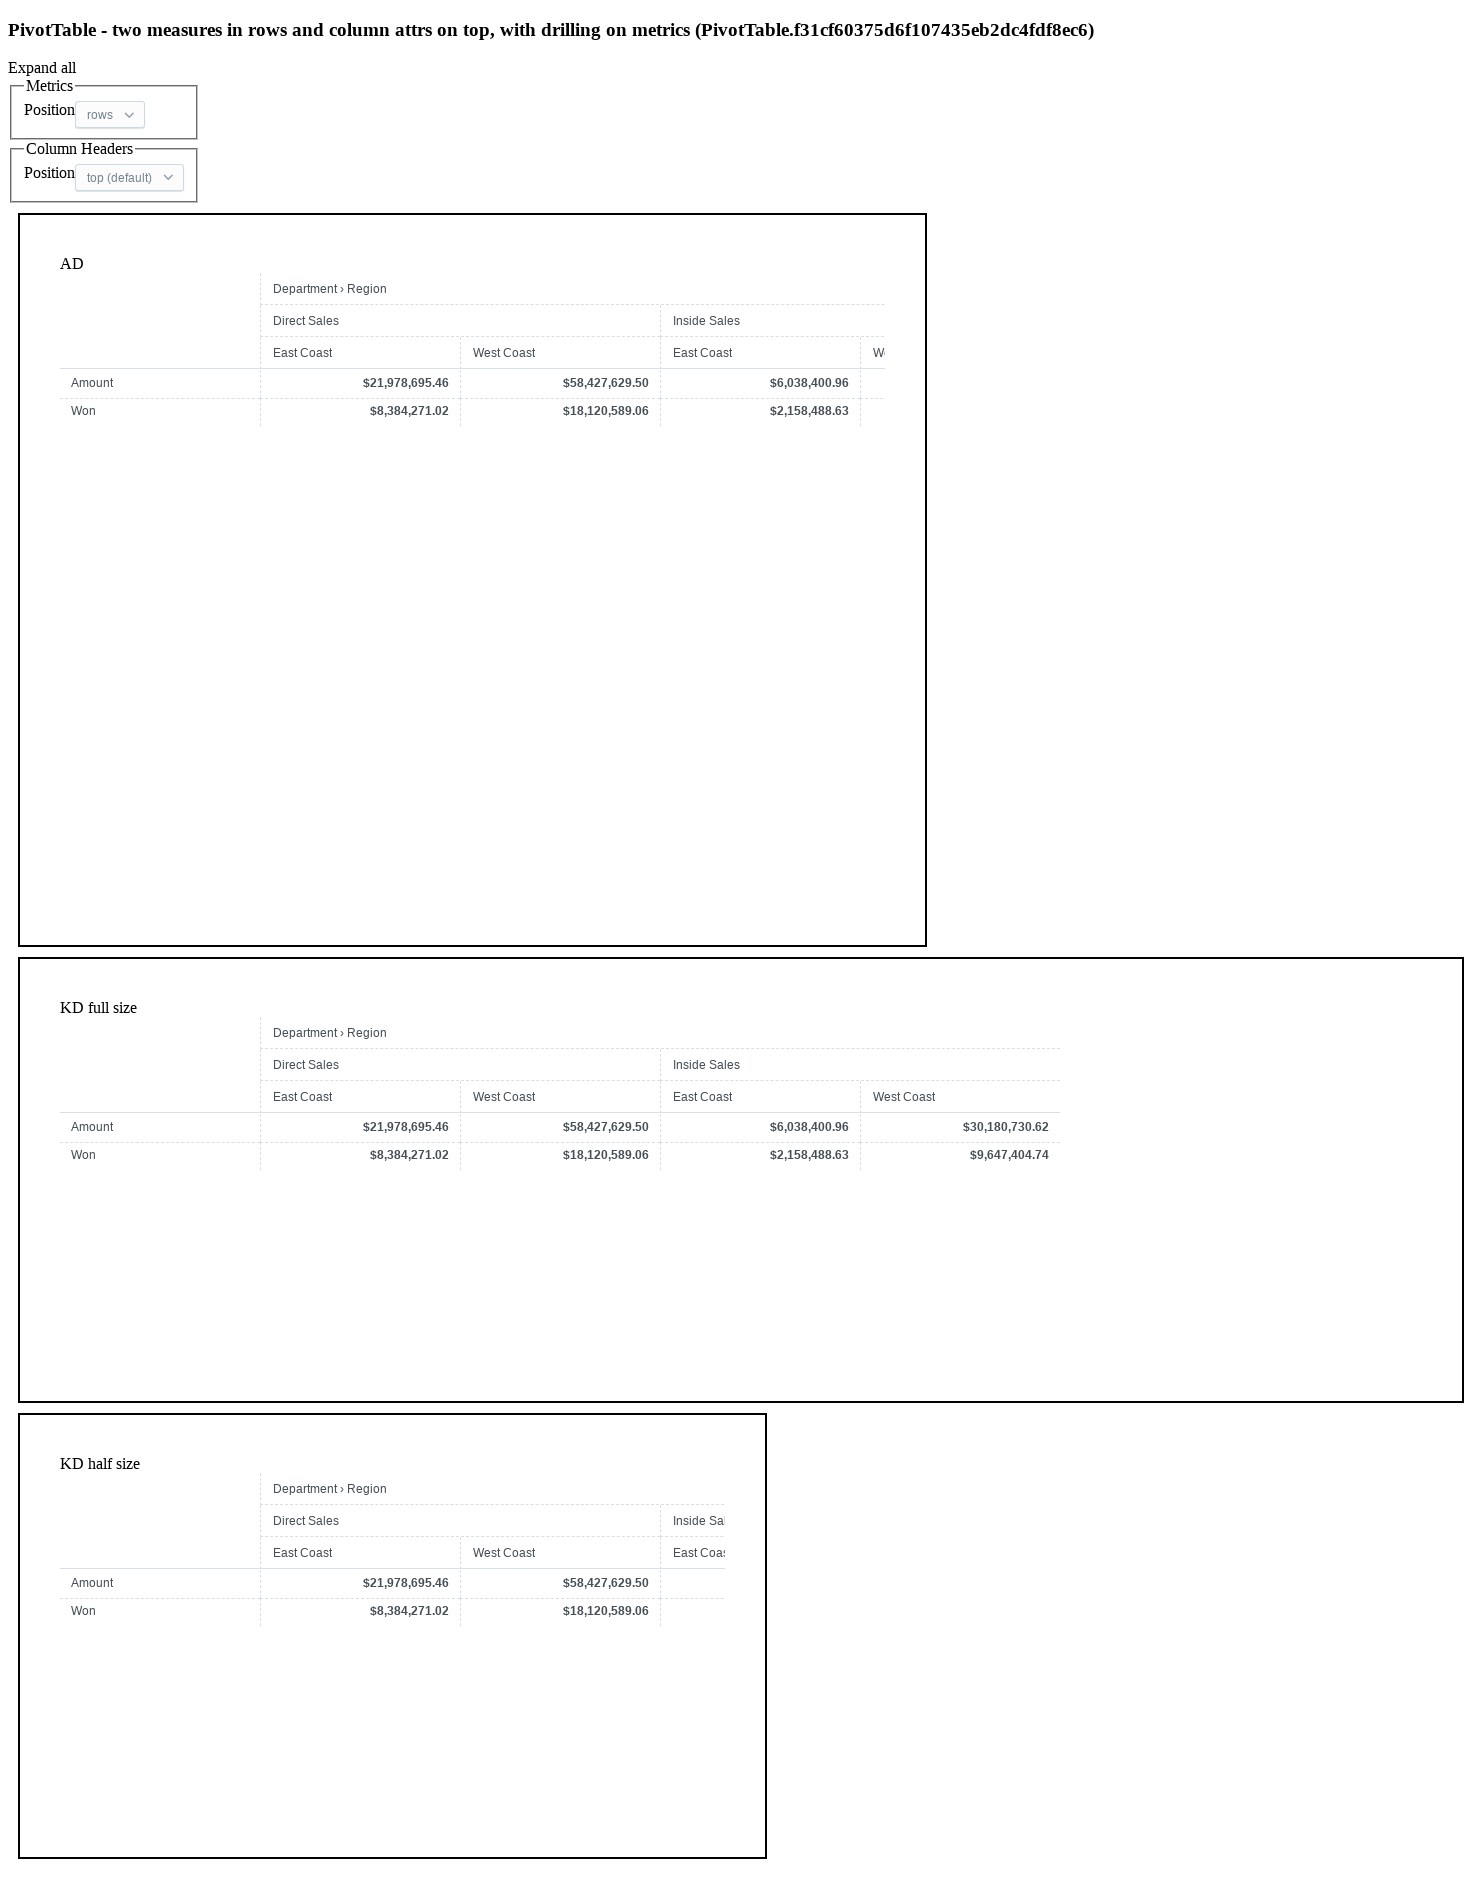 PivotTable - two measures in rows and column attrs on top, with drilling on metrics (PivotTable.f31cf60375d6f107435eb2dc4fdf8ec6)
Expand all
Metrics
Position rows
Column Headers
Position top (default)
AD
Department › Region
Direct Sales Inside Sales
East Coast West Coast East Coast
Amount $21,978,695.46 $58,427,629.50 $6,038,400.96
Won $8,384,271.02 $18,120,589.06 $2,158,488.63
KD full size
Department › Region
Direct Sales Inside Sales
East Coast West Coast East Coast West Coast
Amount $21,978,695.46 $58,427,629.50 $6,038,400.96 $30,180,730.62
Won $8,384,271.02 $18,120,589.06 $2,158,488.63 $9,647,404.74
KD half size
Department › Region
Direct Sales Inside Sal
East Coast West Coast East Coas
Amount $21,978,695.46 $58,427,629.50
Won $8,384,271.02 $18,120,589.06